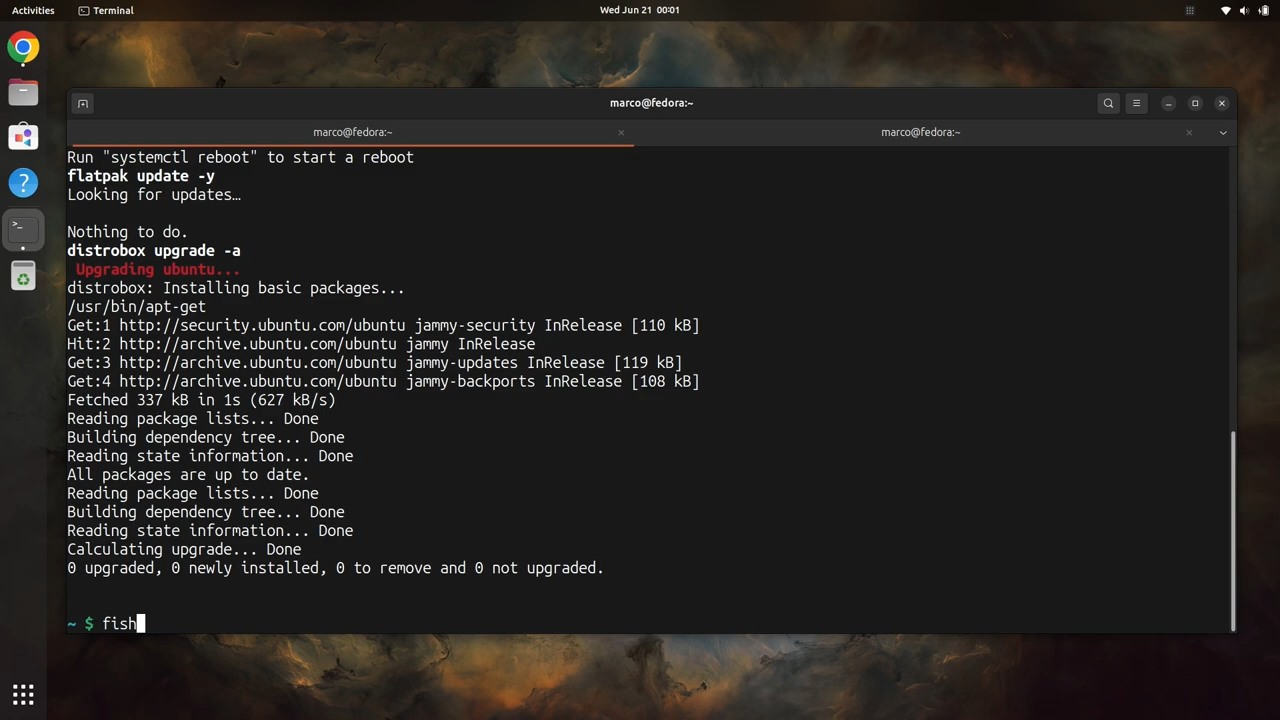 Activities
Terminal
Wed Jun 21 00:01
marco@fedora:~
marco@fedora:~
marco@fedora:~
Run "systemctl reboot" to start a reboot
flatpak update -y
Looking for updates…
Nothing to do.
distrobox upgrade -a
Upgrading ubuntu...
distrobox: Installing basic packages...
/usr/bin/apt-get
Get:1 http://security.ubuntu.com/ubuntu jammy-security InRelease [110 kB]
Hit:2 http://archive.ubuntu.com/ubuntu jammy InRelease
Get:3 http://archive.ubuntu.com/ubuntu jammy-updates InRelease [119 kB]
Get:4 http://archive.ubuntu.com/ubuntu jammy-backports InRelease [108 kB]
Fetched 337 kB in 1s (627 kB/s)
Reading package lists... Done
Building dependency tree... Done
Reading state information... Done
All packages are up to date.
Reading package lists... Done
Building dependency tree... Done
Reading state information... Done
Calculating upgrade... Done
0 upgraded, 0 newly installed, 0 to remove and 0 not upgraded.
~ $ fish